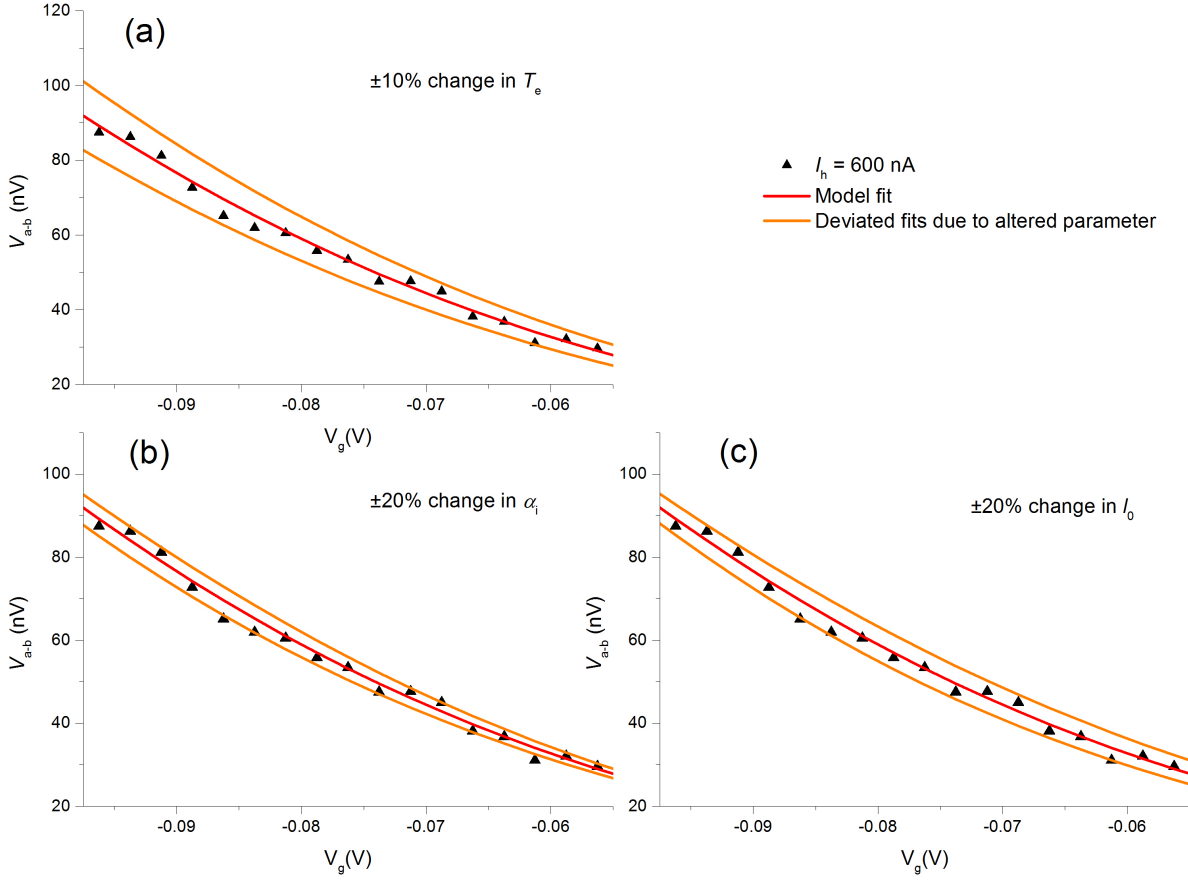 (a)
±10% change in Te
120
100
80
60
40
20
Va-b (nV)
-0.09
-0.08
-0.07
-0.06
Vg(V)
Ih = 600 nA
Model fit
Deviated fits due to altered parameter
(b)
±20% change in αi
100
80
60
40
20
Va-b (nV)
-0.09
-0.08
-0.07
-0.06
Vg(V)
(c)
±20% change in l0
100
80
60
40
20
Va-b (nV)
-0.09
-0.08
-0.07
-0.06
Vg(V)